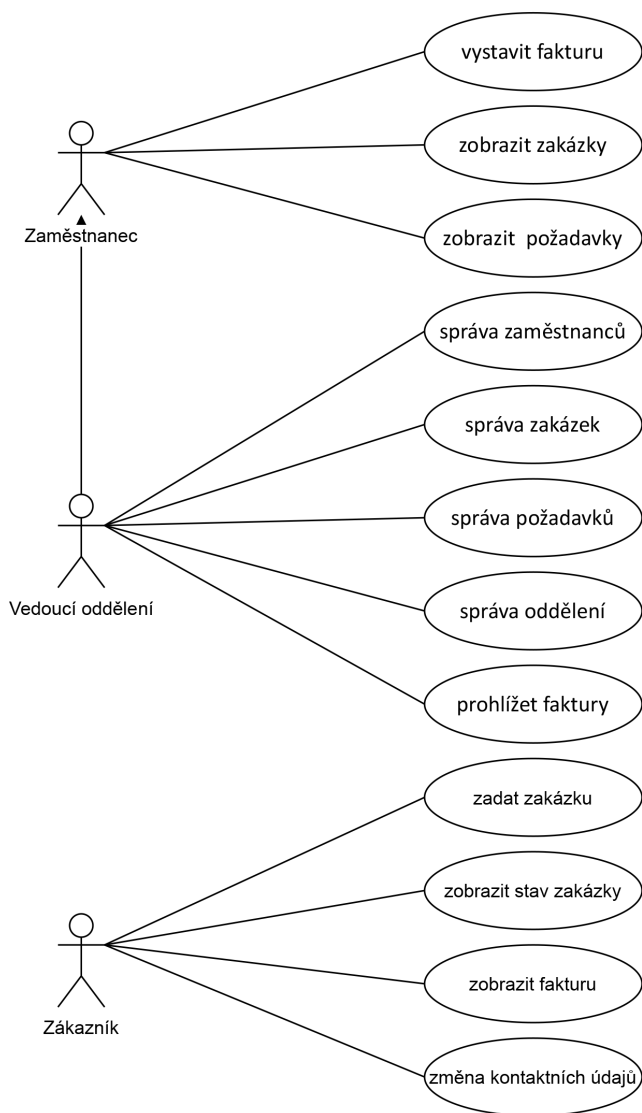 vystavit fakturu
zobrazit zakázky
zobrazit požadavky
Zaměstnanec
správa zaměstnanců
správa zakázek
správa požadavků
Vedoucí oddělení
správa oddělení
prohlížet faktury
zadat zakázku
zobrazit stav zakázky
zobrazit fakturu
Zákazník
změna kontaktních údajů